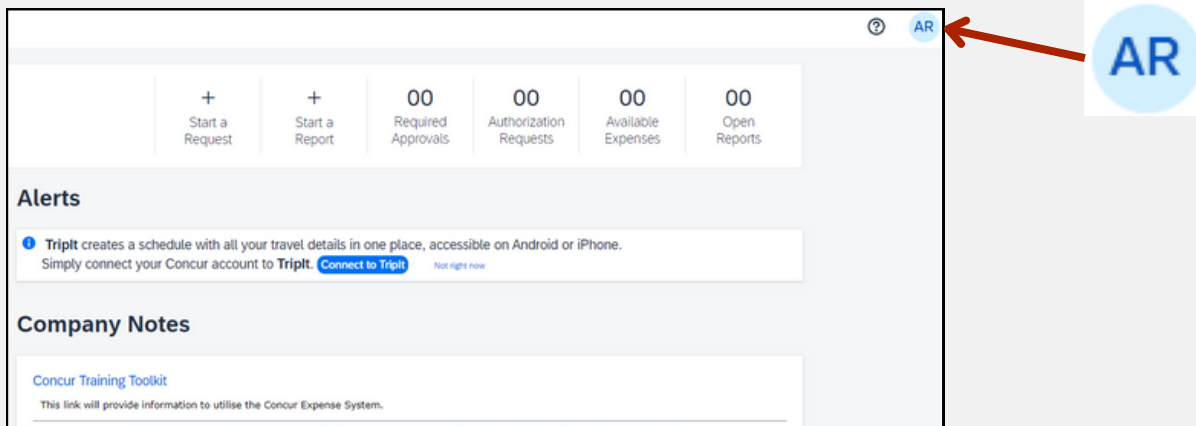 AR
AR
+
Start a
Request
+
Start a
Report
00
Required
Approvals
00
Authorization
Requests
00
Available
Expenses
00
Open
Reports
Alerts
TripIt creates a schedule with all your travel details in one place, accessible on Android or iPhone.
Simply connect your Concur account to TripIt. Connect to TripIt Not right now
Company Notes
Concur Training Toolkit
This link will provide information to utilise the Concur Expense System.